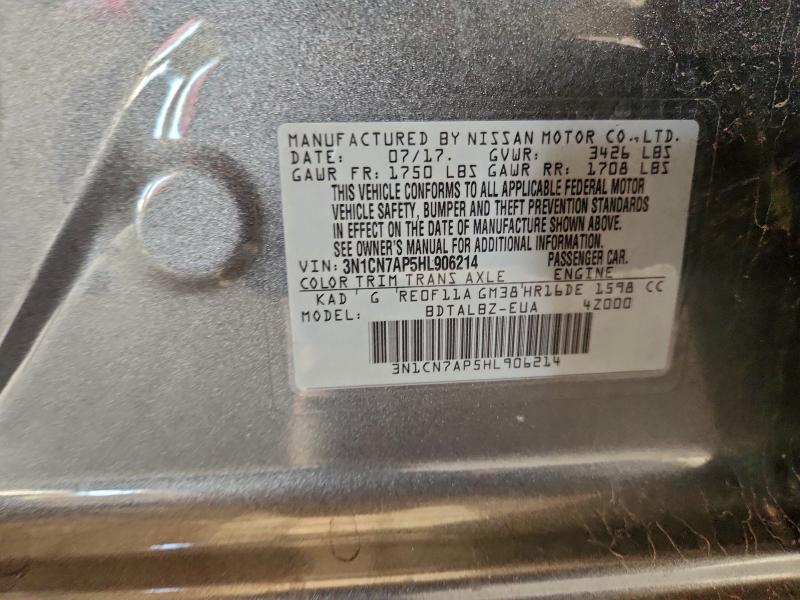 MANUFACTURED BY NISSAN MOTOR CO., LTD.
DATE: 07/17. GVWR: 3426 LBS
GAWR FR: 1750 LBS GAWR RR: 1708 LBS
THIS VEHICLE CONFORMS TO ALL APPLICABLE FEDERAL MOTOR
VEHICLE SAFETY, BUMPER AND THEFT PREVENTION STANDARDS
IN EFFECT ON THE DATE OF MANUFACTURE SHOWN ABOVE.
SEE OWNER'S MANUAL FOR ADDITIONAL INFORMATION.
VIN: 3N1CN7AP5HL906214 PASSENGER CAR.
COLOR TRIM TRANS AXLE ENGINE
KAD G RE0F11A GM38 HR16DE 1598 CC
MODEL: BDTALBZ-EUA 4Z000
3N1CN7AP5HL906214